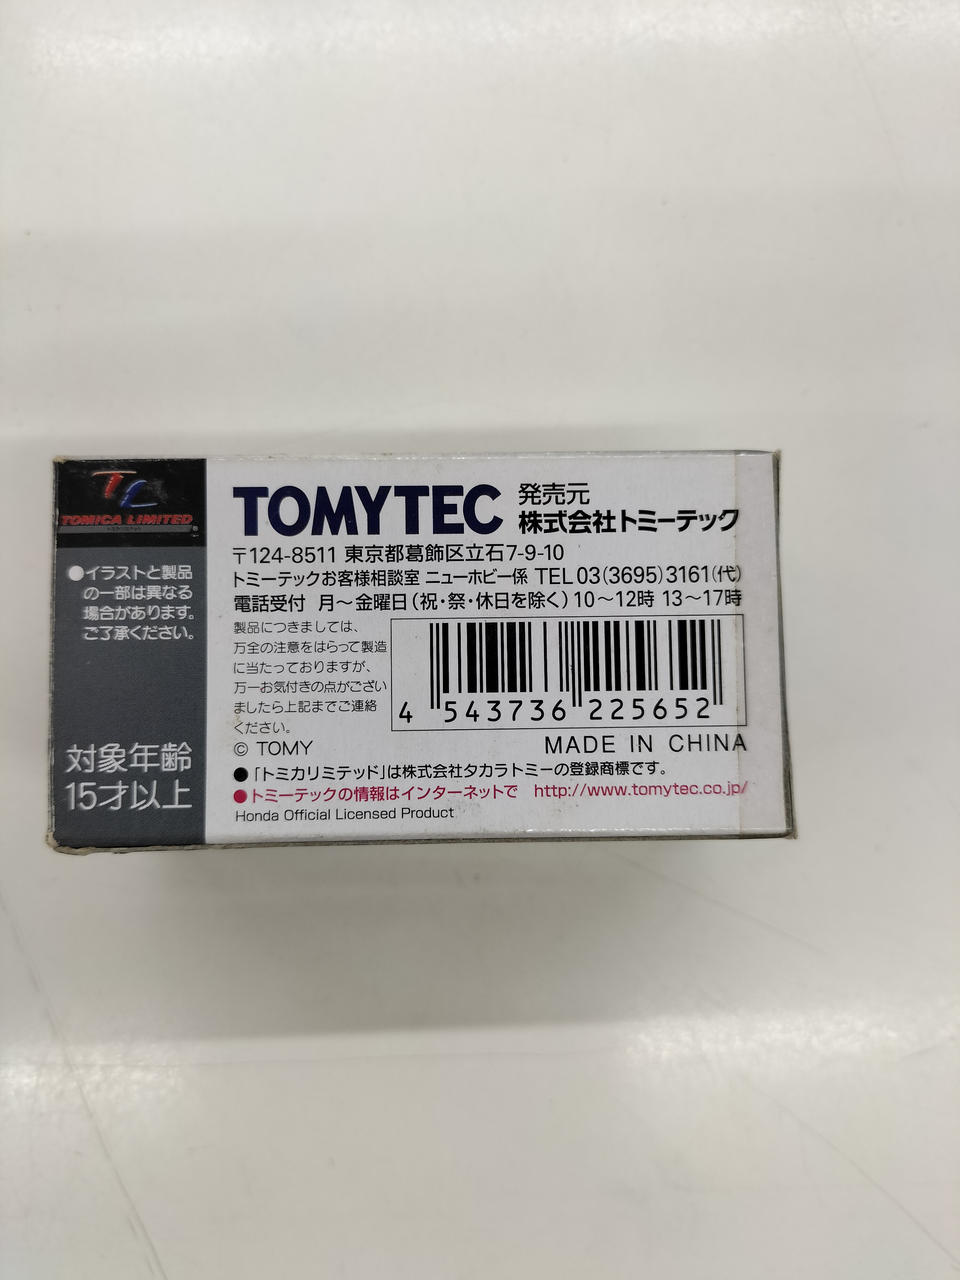 TL
TOMICA LIMITED
●イラストと製品
の一部は異なる
場合があります。
ご了承ください。
対象年齢
15才以上
TOMYTEC
発売元
株式会社トミーテック
〒124-8511 東京都葛飾区立石7-9-10
トミーテックお客様相談室 ニューホビー係 TEL 03(3695)3161(代)
電話受付 月〜金曜日(祝・祭・休日を除く)10〜12時 13〜17時
製品につきましては、
万全の注意をはらって製造
に当たっておりますが、
万一お気付きの点がござい
ましたら上記までご連絡
ください。
4 543736 225652
© TOMY
MADE IN CHINA
●「トミカリミテッド」は株式会社タカラトミーの登録商標です。
●トミーテックの情報はインターネットで http://www.tomytec.co.jp/
Honda Official Licensed Product